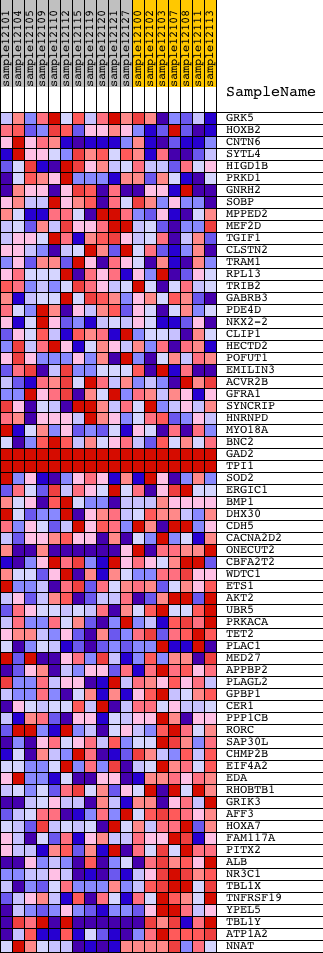 sample12101
sample12104
sample12105
sample12109
sample12110
sample12112
sample12115
sample12119
sample12120
sample12127
sample12100
sample12102
sample12103
sample12107
sample12108
sample12111
sample12113
SampleName
GRK5
HOXB2
CNTN6
SYTL4
HIGD1B
PRKD1
GNRH2
SOBP
MPPED2
MEF2D
TGIF1
CLSTN2
TRAM1
RPL13
TRIB2
GABRB3
PDE4D
NKX2-2
CLIP1
HECTD2
POFUT1
EMILIN3
ACVR2B
GFRA1
SYNCRIP
HNRNPD
MYO18A
BNC2
GAD2
TPI1
SOD2
ERGIC1
BMP1
DHX30
CDH5
CACNA2D2
ONECUT2
CBFA2T2
WDTC1
ETS1
AKT2
UBR5
PRKACA
TET2
PLAC1
MED27
APPBP2
PLAGL2
GPBP1
CER1
PPP1CB
RORC
SAP30L
CHMP2B
EIF4A2
EDA
RHOBTB1
GRIK3
AFF3
HOXA7
FAM117A
PITX2
ALB
NR3C1
TBL1X
TNFRSF19
YPEL5
TBL1Y
ATP1A2
NNAT